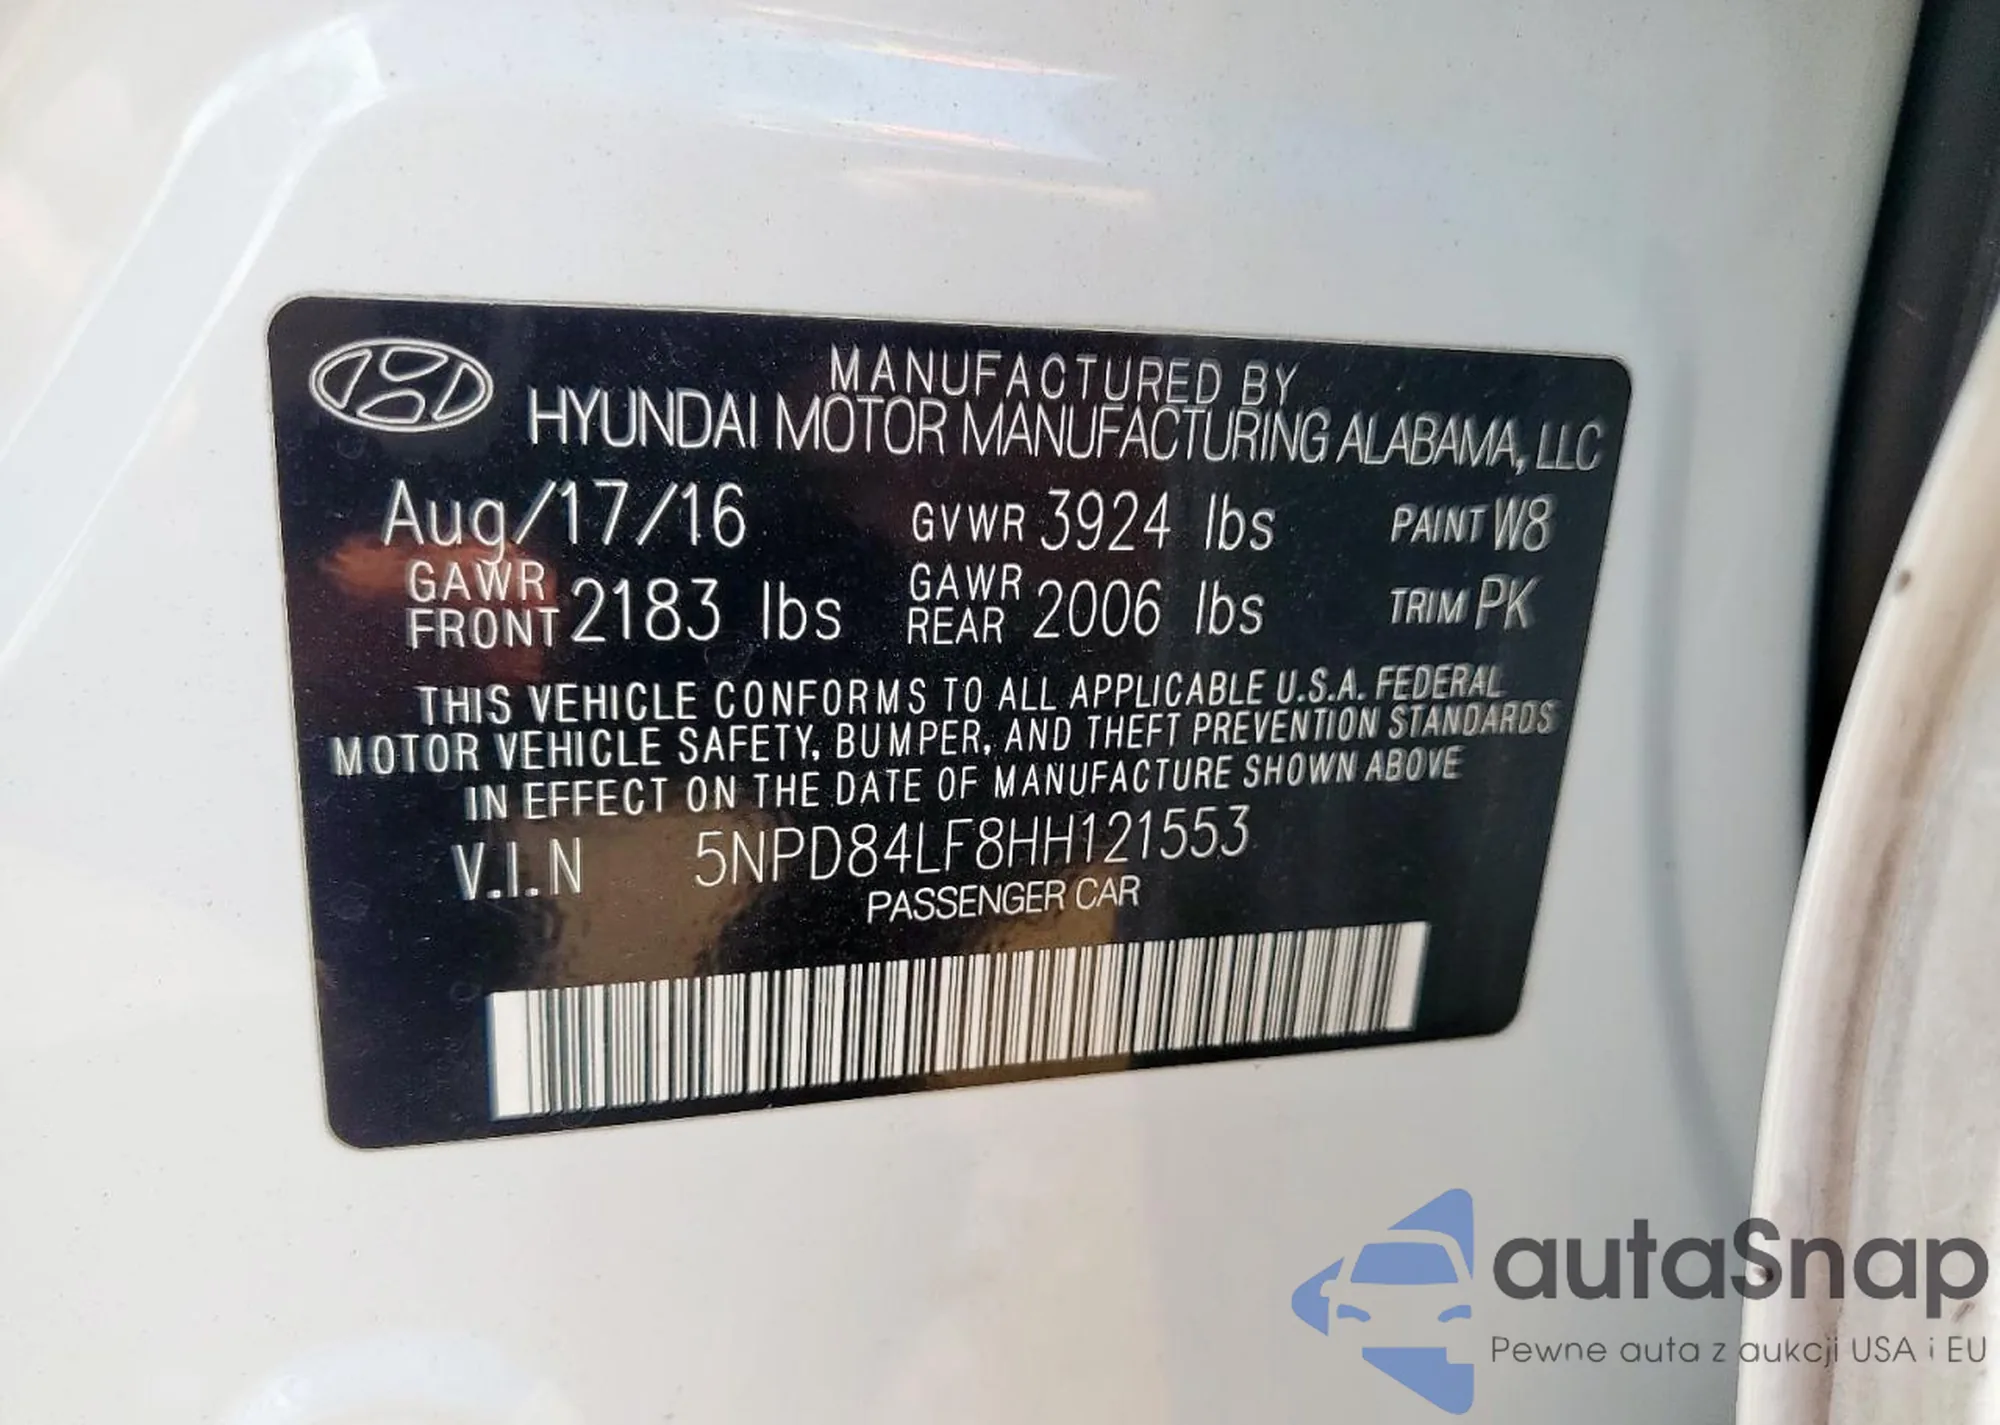 MANUFACTURED BY
HYUNDAI MOTOR MANUFACTURING ALABAMA, LLC
Aug/17/16 GVWR 3924 lbs PAINT W8
GAWR FRONT 2183 lbs GAWR REAR 2006 lbs TRIM PK
THIS VEHICLE CONFORMS TO ALL APPLICABLE U.S.A. FEDERAL
MOTOR VEHICLE SAFETY, BUMPER, AND THEFT PREVENTION STANDARDS
IN EFFECT ON THE DATE OF MANUFACTURE SHOWN ABOVE
V.I.N 5NPD84LF8HH121553
PASSENGER CAR
autaSnap
Pewne auta z aukcji USA i EU